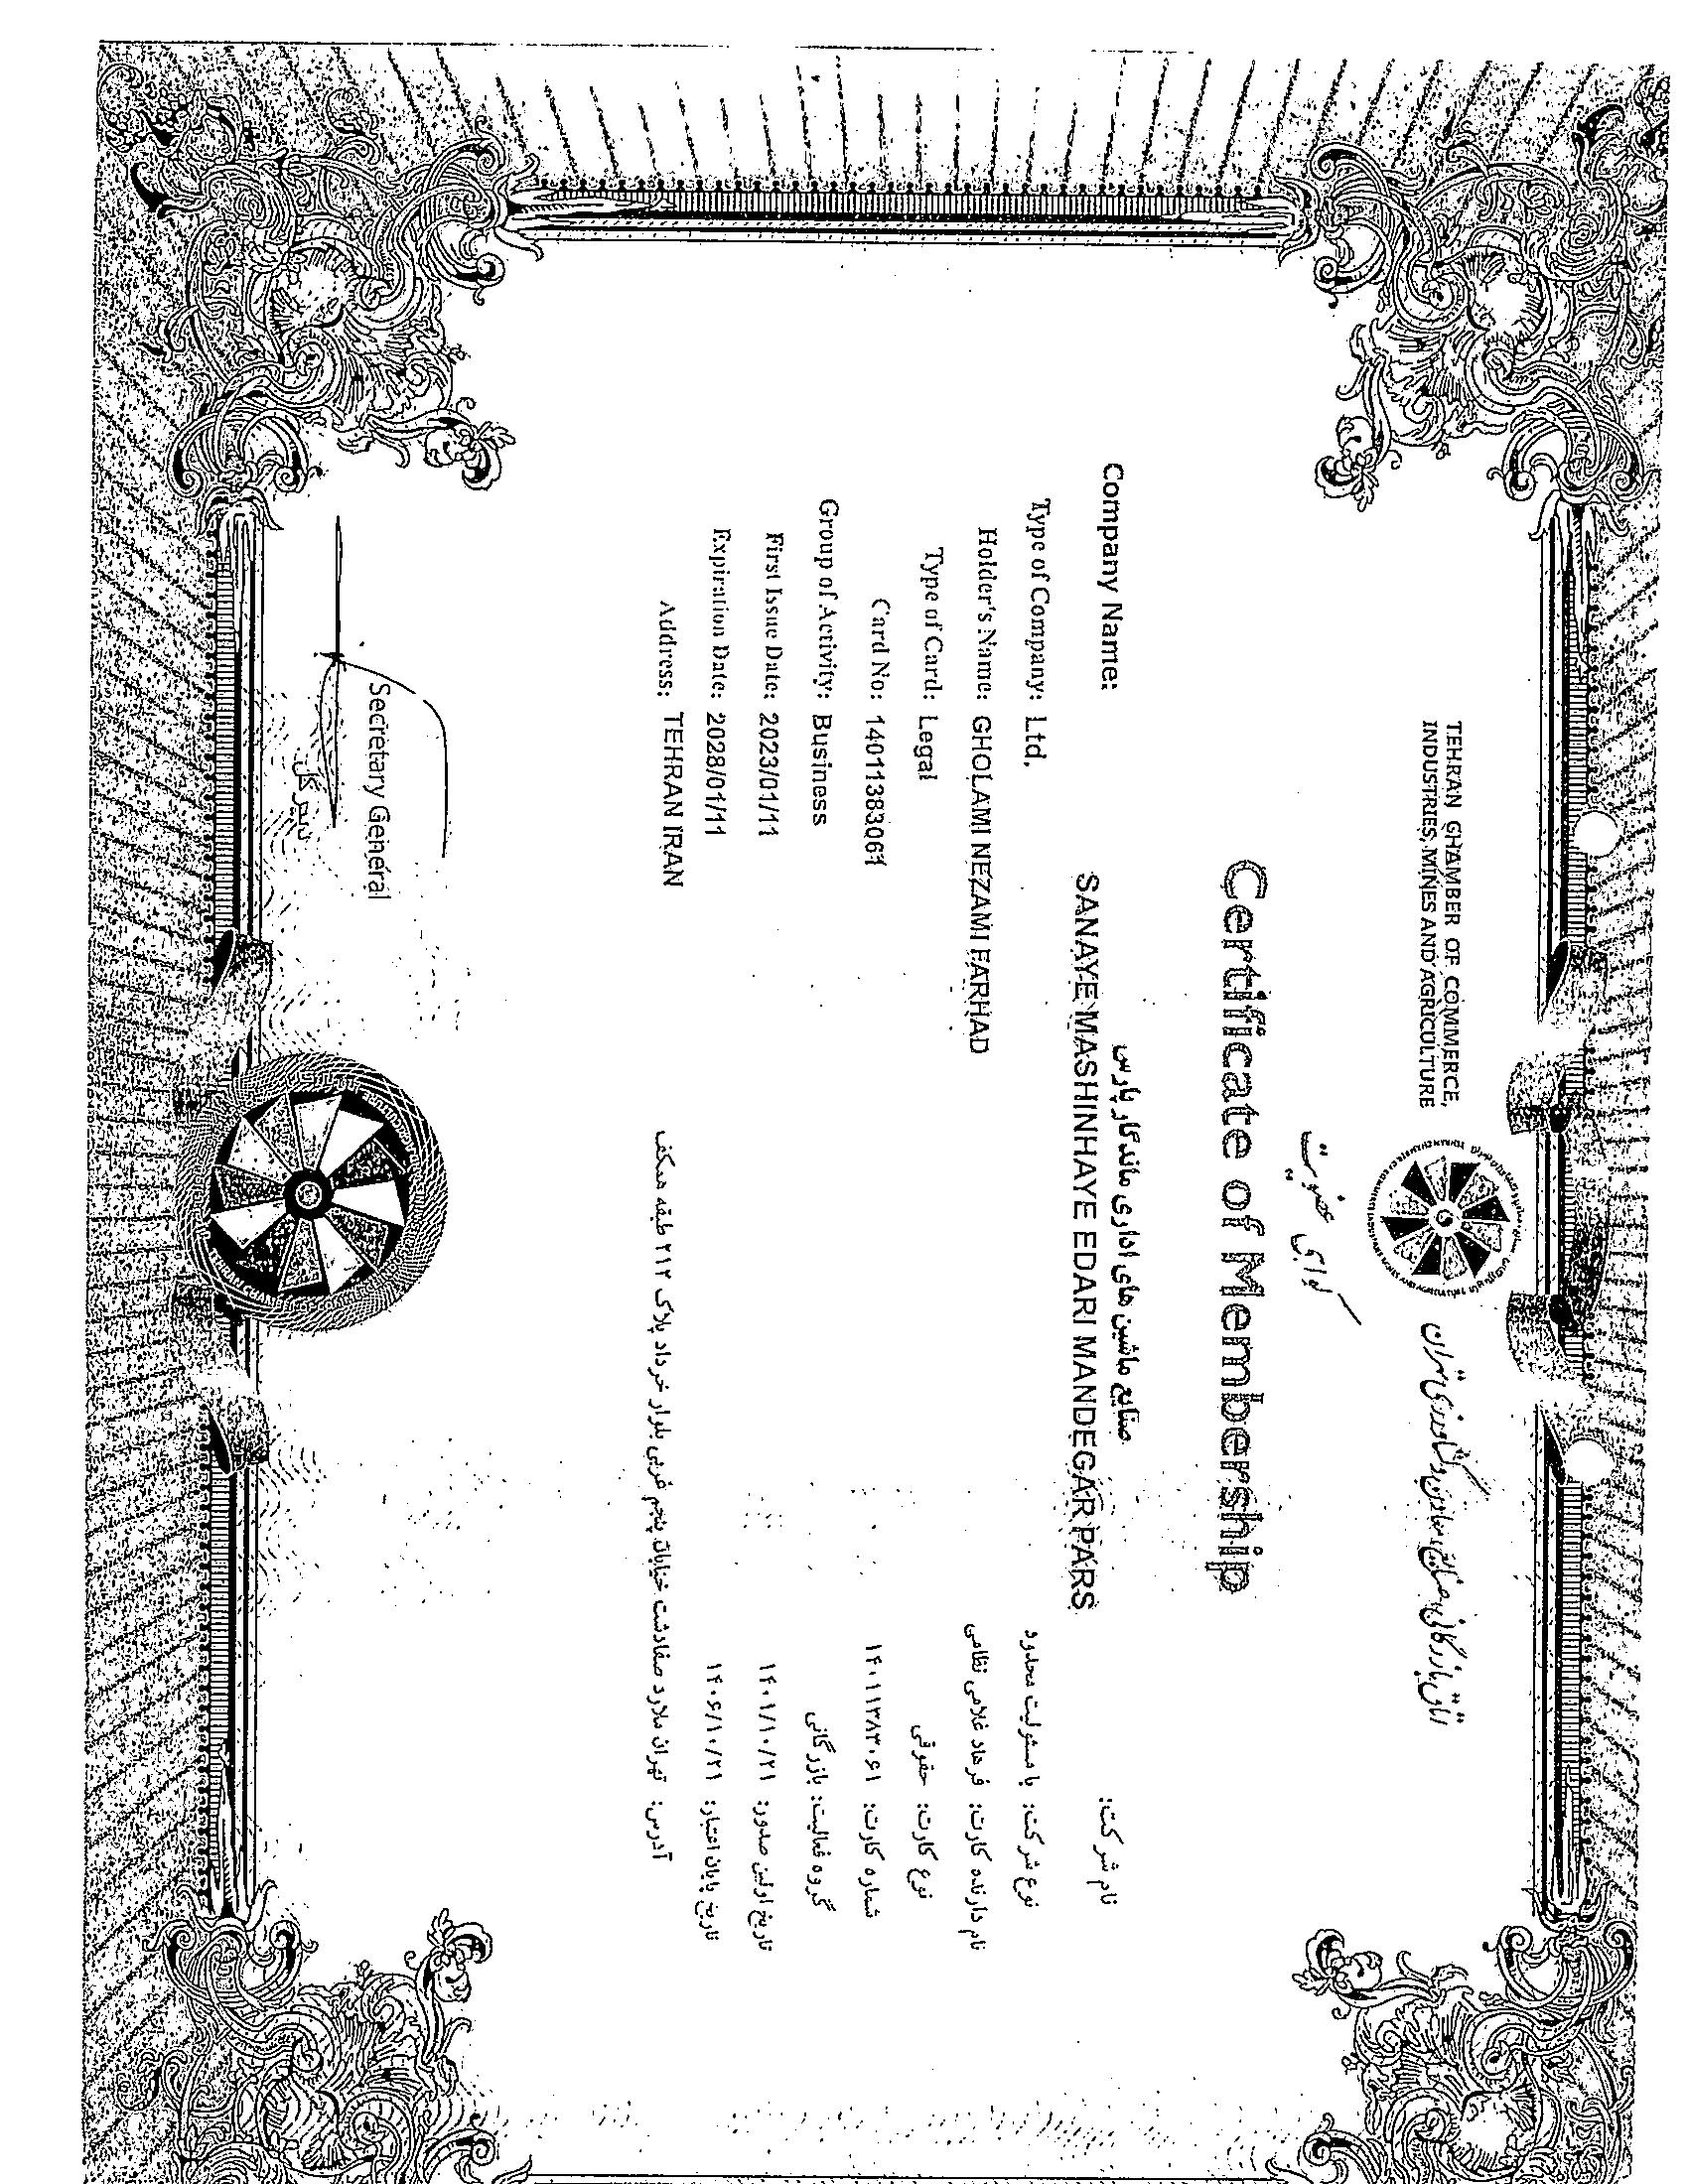 TEHRAN CHAMBER OF COMMERCE,
INDUSTRIES, MINES AND AGRICULTURE
اتاق بازرگانی، صنایع، معادن و کشاورزی تهران
گواهی عضویت
Certificate of Membership
Company Name:
صنایع ماشین های اداری ماندگار پارس
SANAYE MASHINHAYE EDARI MANDEGAR PARS
نام شرکت:
Type of Company: Ltd.
نوع شرکت: با مسئولیت محدود
Holder's Name: GHOLAMI NEZAMI FARHAD
نام دارنده کارت: فرهاد غلامی نظامی
Type of Card: Legal
نوع کارت: حقوقی
Card No: 14011383061
شماره کارت: ۱۴۰۱۱۳۸۳۰۶۱
Group of Activity: Business
گروه فعالیت: بازرگانی
First Issue Date: 2023/01/11
تاریخ اولین صدور: ۱۴۰۱/۱۰/۲۱
Expiration Date: 2028/01/11
تاریخ پایان اعتبار: ۱۴۰۶/۱۰/۲۱
Address: TEHRAN IRAN
آدرس: تهران ملارد صفادشت خیابان پنجم غربی بلوار خرداد پلاک ۲۱۲ طبقه همکف
Secretary General
دبیر کل